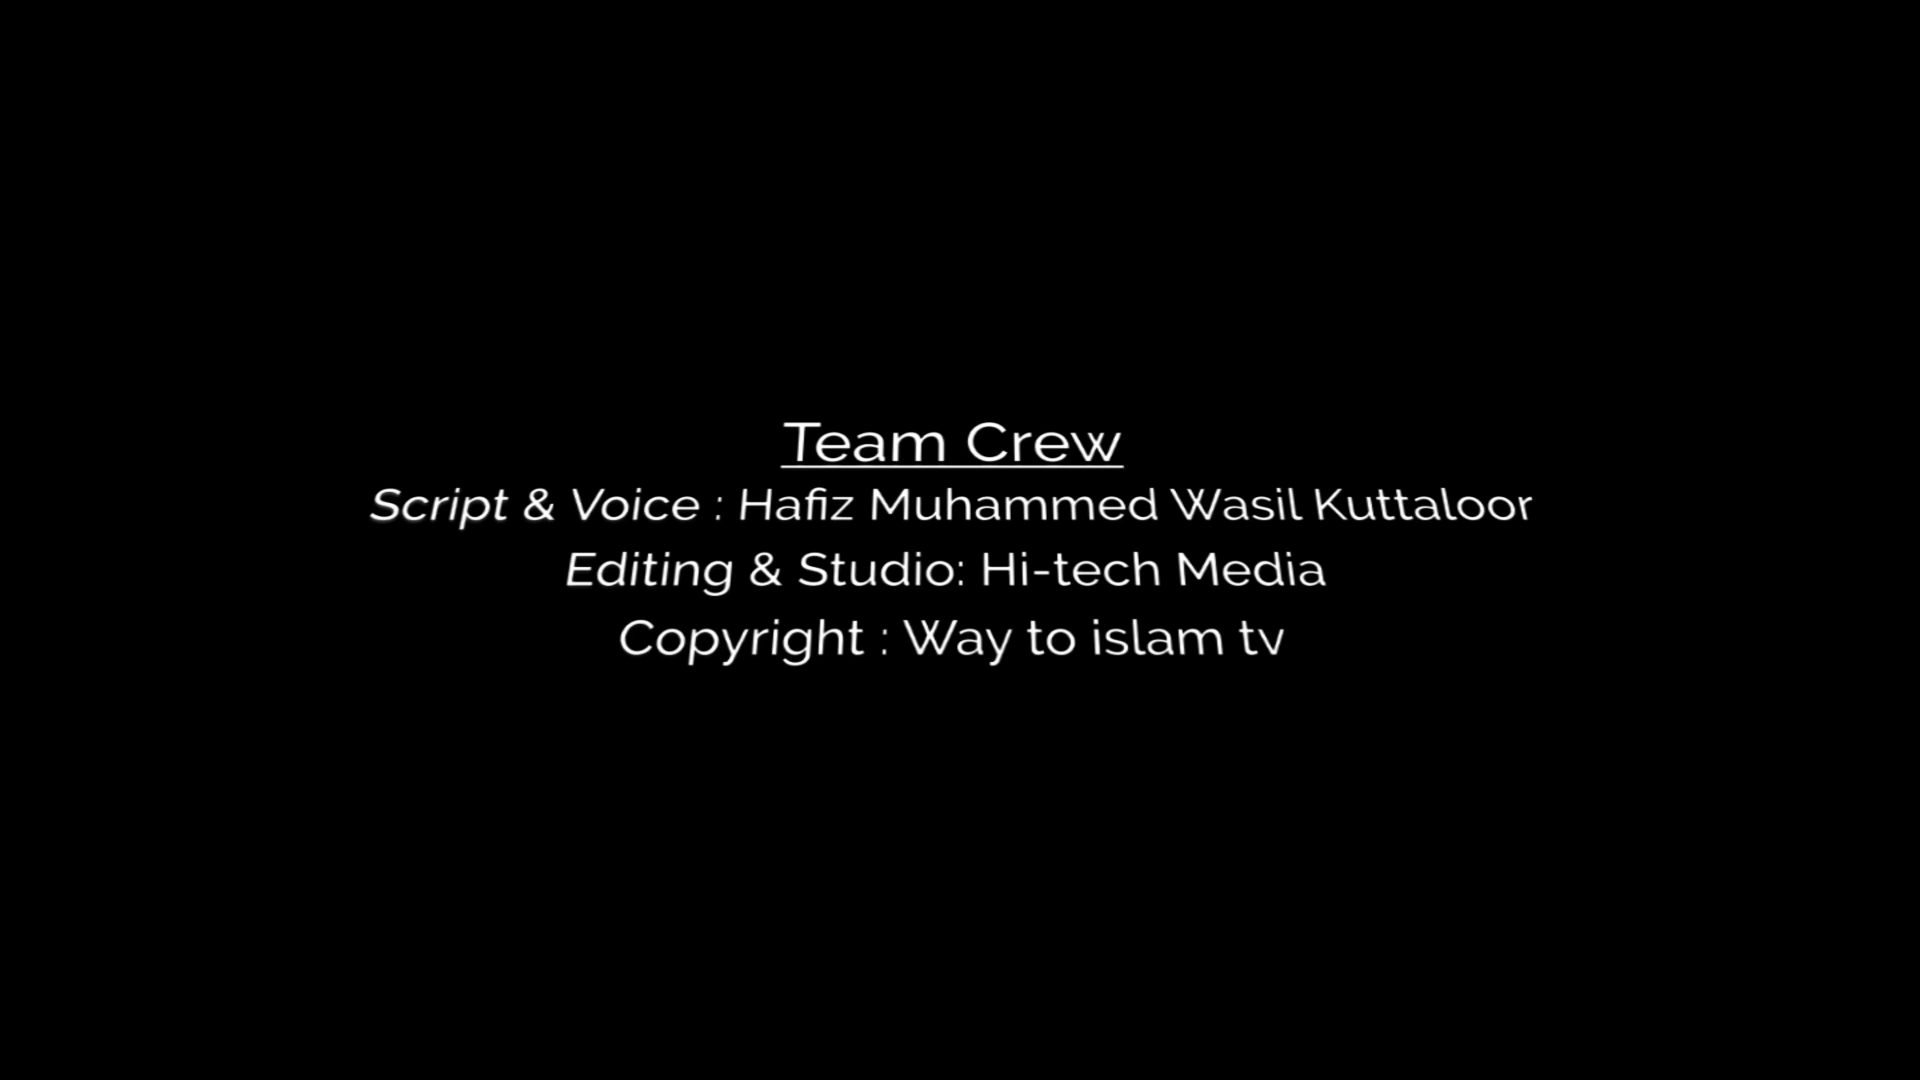 Team Crew
Script & Voice : Hafiz Muhammed Wasil Kuttaloor
Editing & Studio: Hi-tech Media
Copyright : Way to islam tv